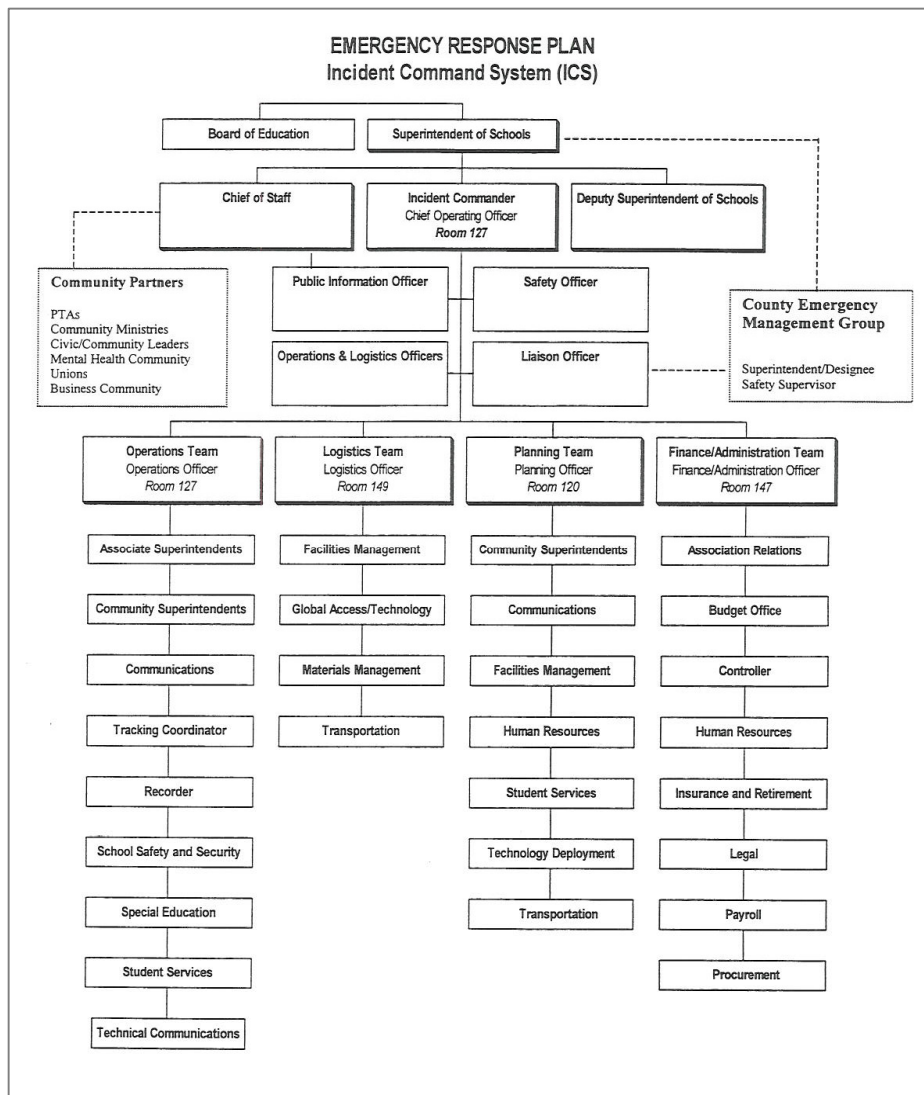 EMERGENCY RESPONSE PLAN
Incident Command System (ICS)
Board of Education
Superintendent of Schools
Chief of Staff
Incident Commander
Chief Operating Officer
Room 127
Deputy Superintendent of Schools
Community Partners
PTAs
Community Ministries
Civic/Community Leaders
Mental Health Community
Unions
Business Community
Public Information Officer
Safety Officer
Operations & Logistics Officers
Liaison Officer
County Emergency
Management Group
Superintendent/Designee
Safety Supervisor
Operations Team
Operations Officer
Room 127
Associate Superintendents
Community Superintendents
Communications
Tracking Coordinator
Recorder
School Safety and Security
Special Education
Student Services
Technical Communications
Logistics Team
Logistics Officer
Room 149
Facilities Management
Global Access/Technology
Materials Management
Transportation
Planning Team
Planning Officer
Room 120
Community Superintendents
Communications
Facilities Management
Human Resources
Student Services
Technology Deployment
Transportation
Finance/Administration Team
Finance/Administration Officer
Room 147
Association Relations
Budget Office
Controller
Human Resources
Insurance and Retirement
Legal
Payroll
Procurement